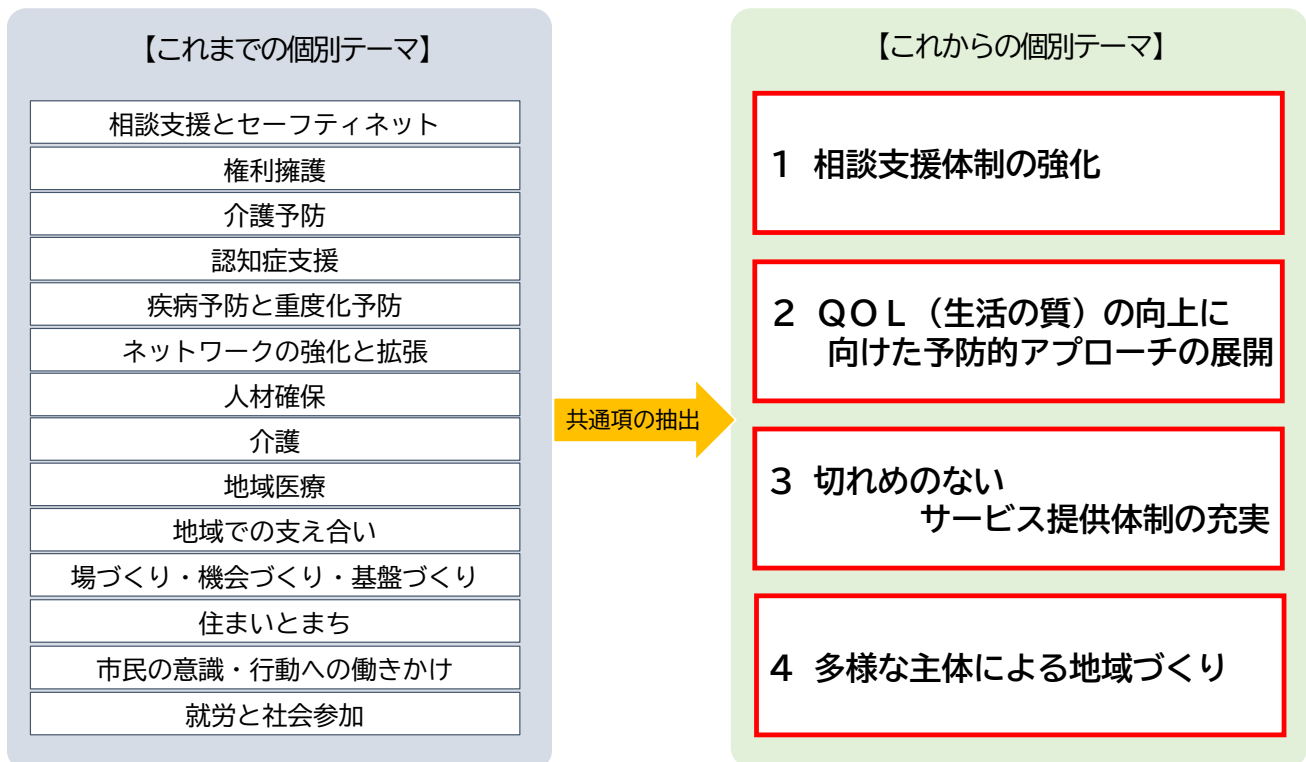 【これまでの個別テーマ】
相談支援とセーフティネット
権利擁護
介護予防
認知症支援
疾病予防と重度化予防
ネットワークの強化と拡張
人材確保
介護
地域医療
地域での支え合い
場づくり・機会づくり・基盤づくり
住まいとまち
市民の意識・行動への働きかけ
就労と社会参加
共通項の抽出
【これからの個別テーマ】
1 相談支援体制の強化
2 QOL（生活の質）の向上に
向けた予防的アプローチの展開
3 切れめのない
サービス提供体制の充実
4 多様な主体による地域づくり